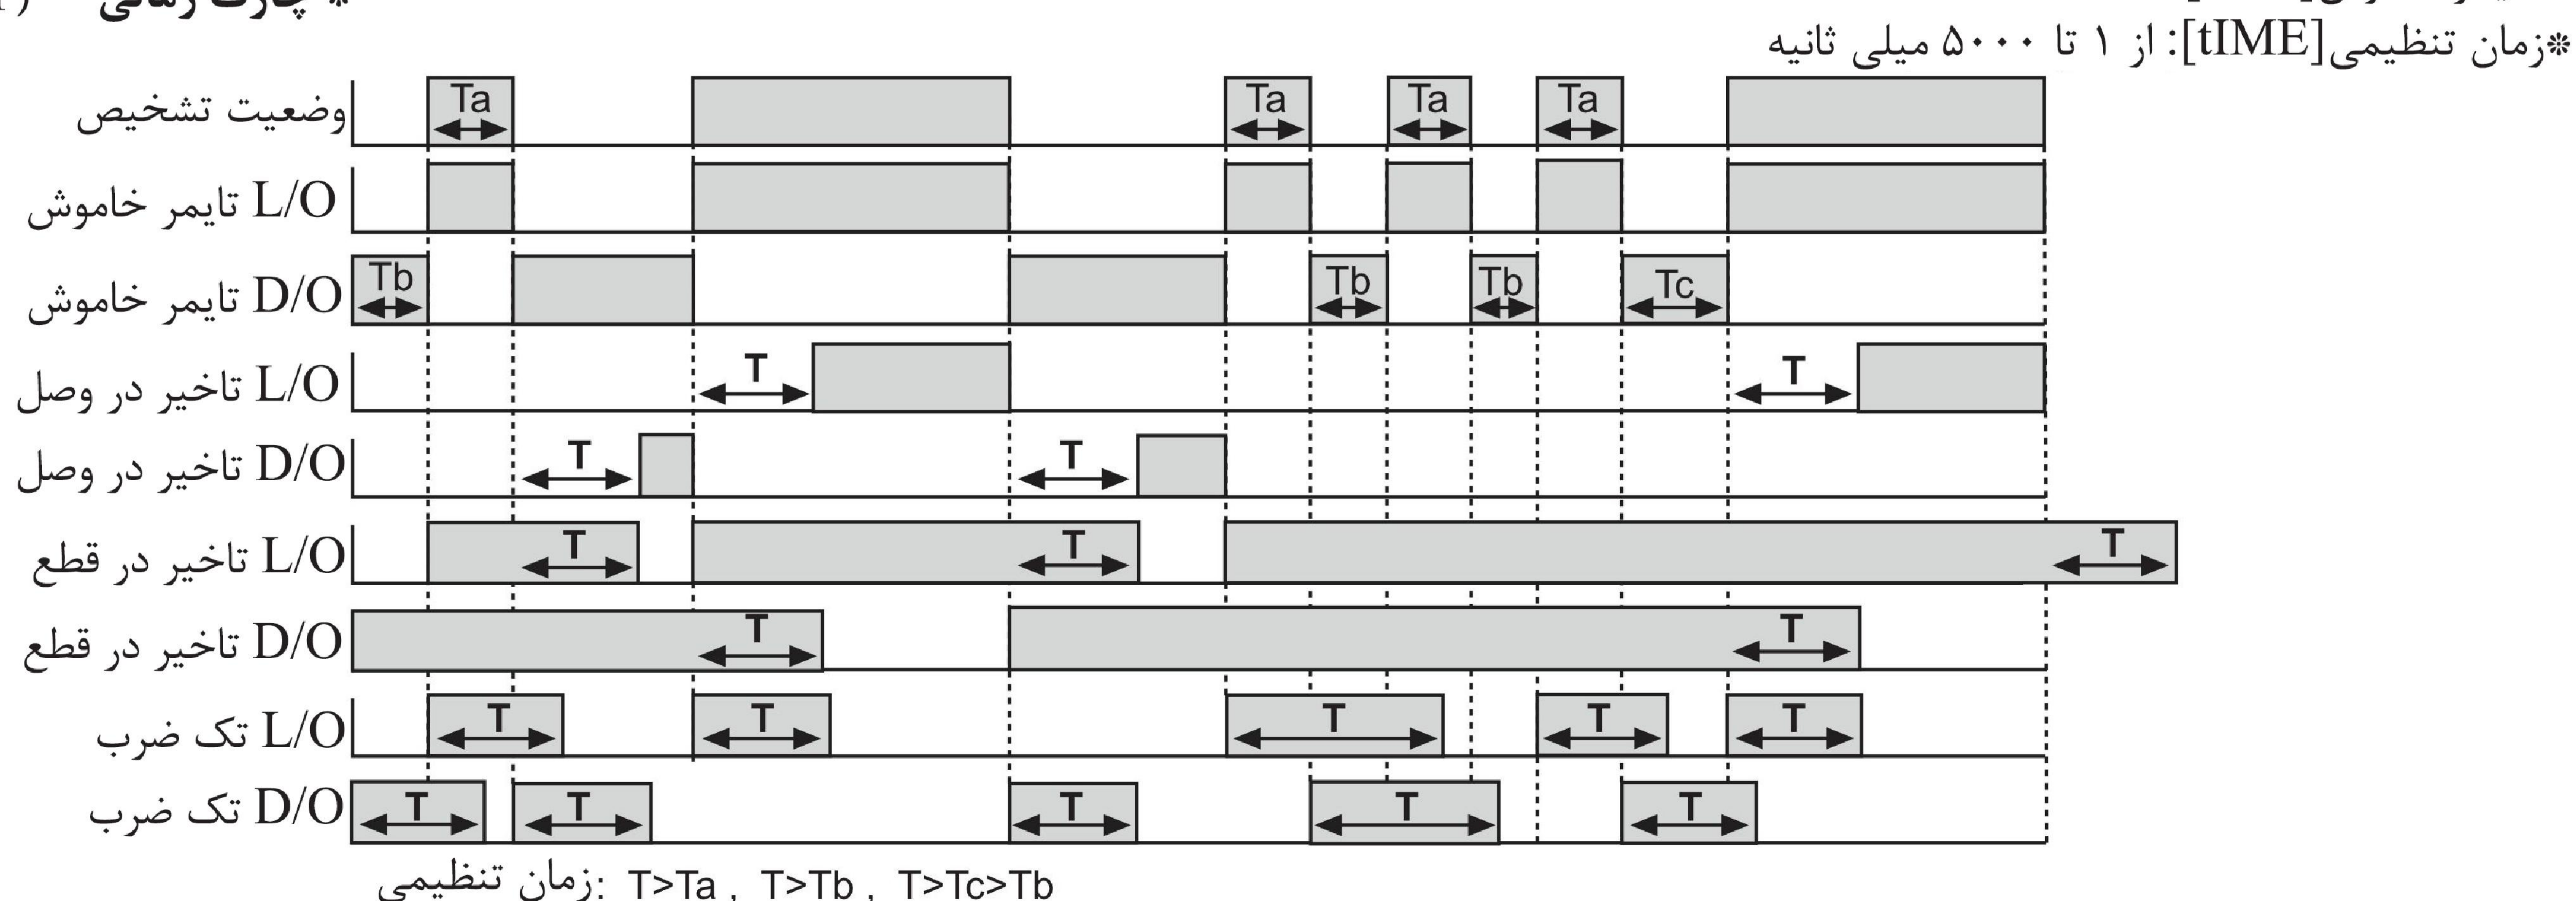 * چارت زمانی
*زمان تنظیمی[tIME]: از ۱ تا ۵۰۰۰ میلی ثانیه
وضعیت تشخیص Ta Ta Ta Ta
L/O تایمر خاموش
D/O تایمر خاموش Tb Tb Tb Tc
L/O تاخیر در وصل T T
D/O تاخیر در وصل T T
L/O تاخیر در قطع T T T
D/O تاخیر در قطع T T
L/O تک ضرب T T T T T
D/O تک ضرب T T T T T
زمان تنظیمی: T>Ta , T>Tb , T>Tc>Tb